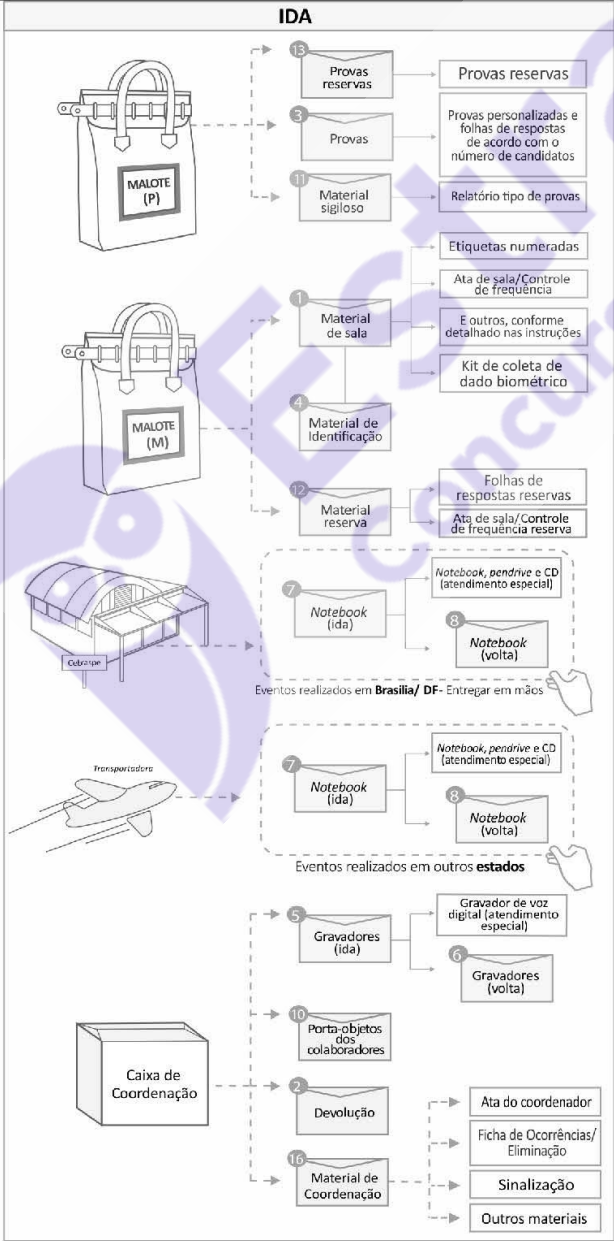 IDA
MALOTE
(P)
13
Provas
reservas
Provas reservas
3
Provas
Provas personalizadas e
folhas de respostas
de acordo com o
número de candidatos
11
Material
sigiloso
Relatório tipo de provas
MALOTE
(M)
1
Material
de sala
Etiquetas numeradas
Ata de sala/Controle
de frequência
E outros, conforme
detalhado nas instruções
Kit de coleta de
dado biométrico
4
Material de
Identificação
12
Material
reserva
Folhas de
respostas reservas
Ata de sala/Controle
de frequência reserva
Cebraspe
7
Notebook
(ida)
Notebook, pendrive e CD
(atendimento especial)
8
Notebook
(volta)
Eventos realizados em Brasília/ DF- Entregar em mãos
Transportadora
7
Notebook
(ida)
Notebook, pendrive e CD
(atendimento especial)
8
Notebook
(volta)
Eventos realizados em outros estados
Caixa de
Coordenação
5
Gravadores
(ida)
Gravador de voz
digital (atendimento
especial)
6
Gravadores
(volta)
10
Porta-objetos
dos
colaboradores
2
Devolução
16
Material de
Coordenação
Ata do coordenador
Ficha de Ocorrências/
Eliminação
Sinalização
Outros materiais